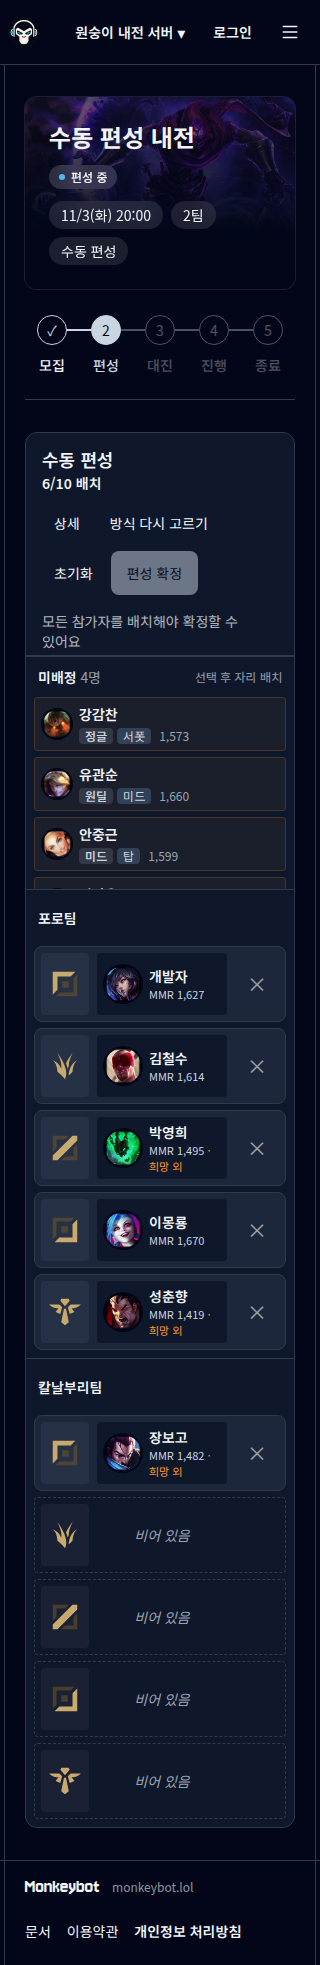 원숭이 내전 서버 ▾ 로그인
수동 편성 내전
편성 중
11/3(화) 20:00 2팀
수동 편성
✓ 2 3 4 5
모집 편성 대진 진행 종료
수동 편성
6/10 배치
상세 방식 다시 고르기
초기화 편성 확정
모든 참가자를 배치해야 확정할 수
있어요
미배정 4명 선택 후 자리 배치
강감찬
정글 서폿 1,573
유관순
원딜 미드 1,660
안중근
미드 탑 1,599
포로팀
개발자
MMR 1,627
김철수
MMR 1,614
박영희
MMR 1,495 ·
희망 외
이몽룡
MMR 1,670
성춘향
MMR 1,419 ·
희망 외
칼날부리팀
장보고
MMR 1,482 ·
희망 외
비어 있음
비어 있음
비어 있음
비어 있음
Monkeybot monkeybot.lol
문서 이용약관 개인정보 처리방침